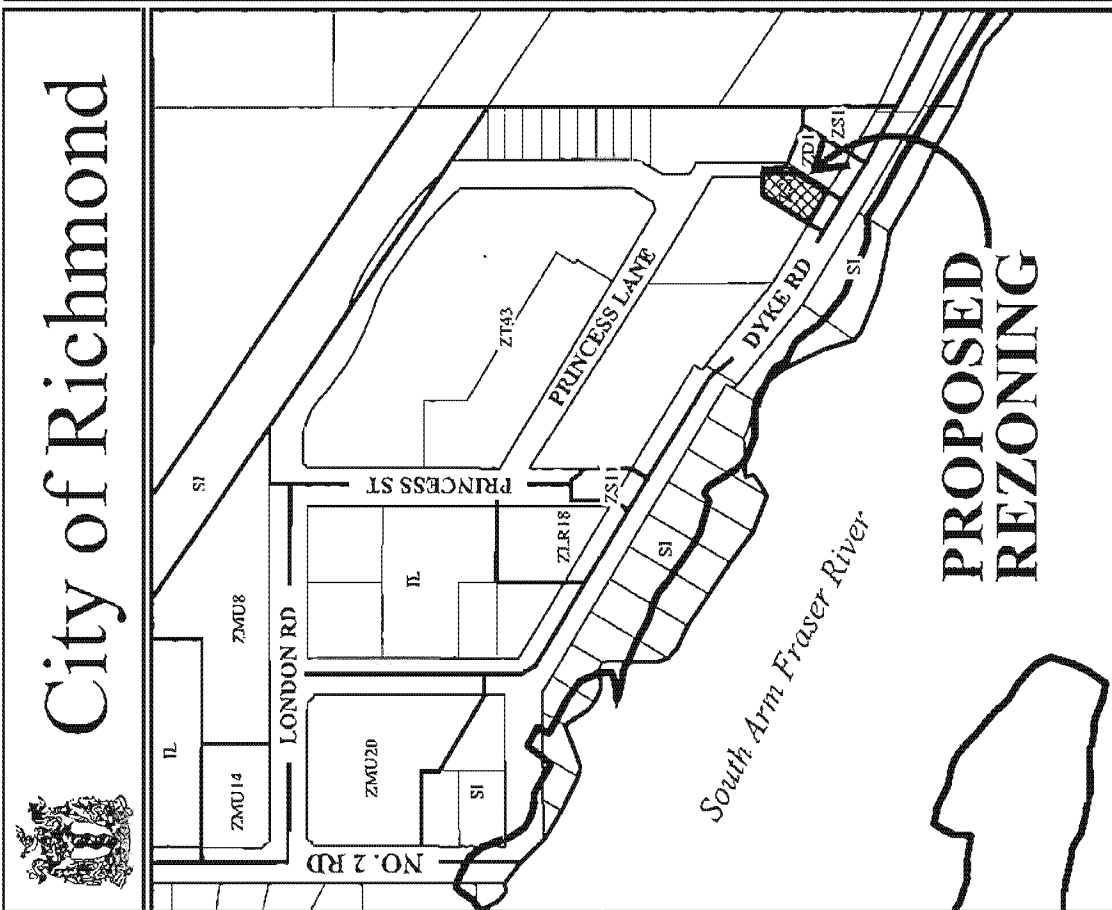 City of Richmond
SI
IL
ZMU8
ZMU14
LONDON RD
ZMU20
SI
NO. 2 RD
IL
PRINCESS ST
ZLR18
ZS11
ZT43
PRINCESS LANE
DYKE RD
ZD1
ZS1
SI
SI
South Arm Fraser River
PROPOSED
REZONING